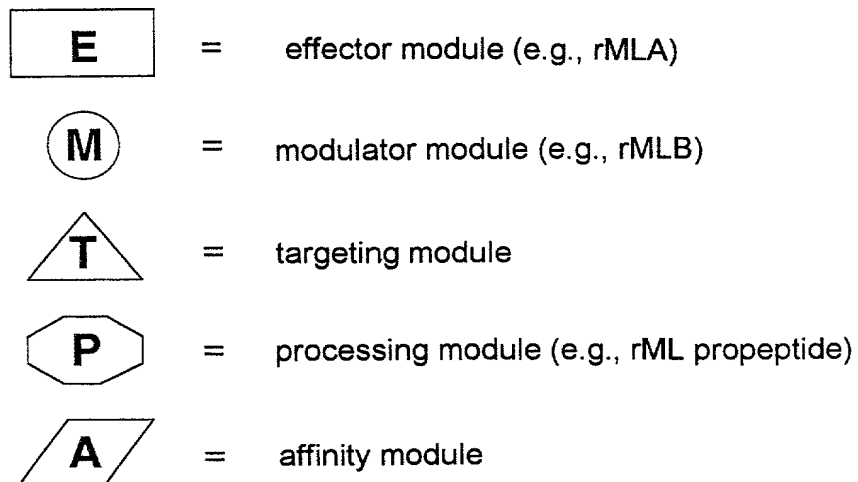 E = effector module (e.g., rMLA)
M = modulator module (e.g., rMLB)
T = targeting module
P = processing module (e.g., rML propeptide)
A = affinity module